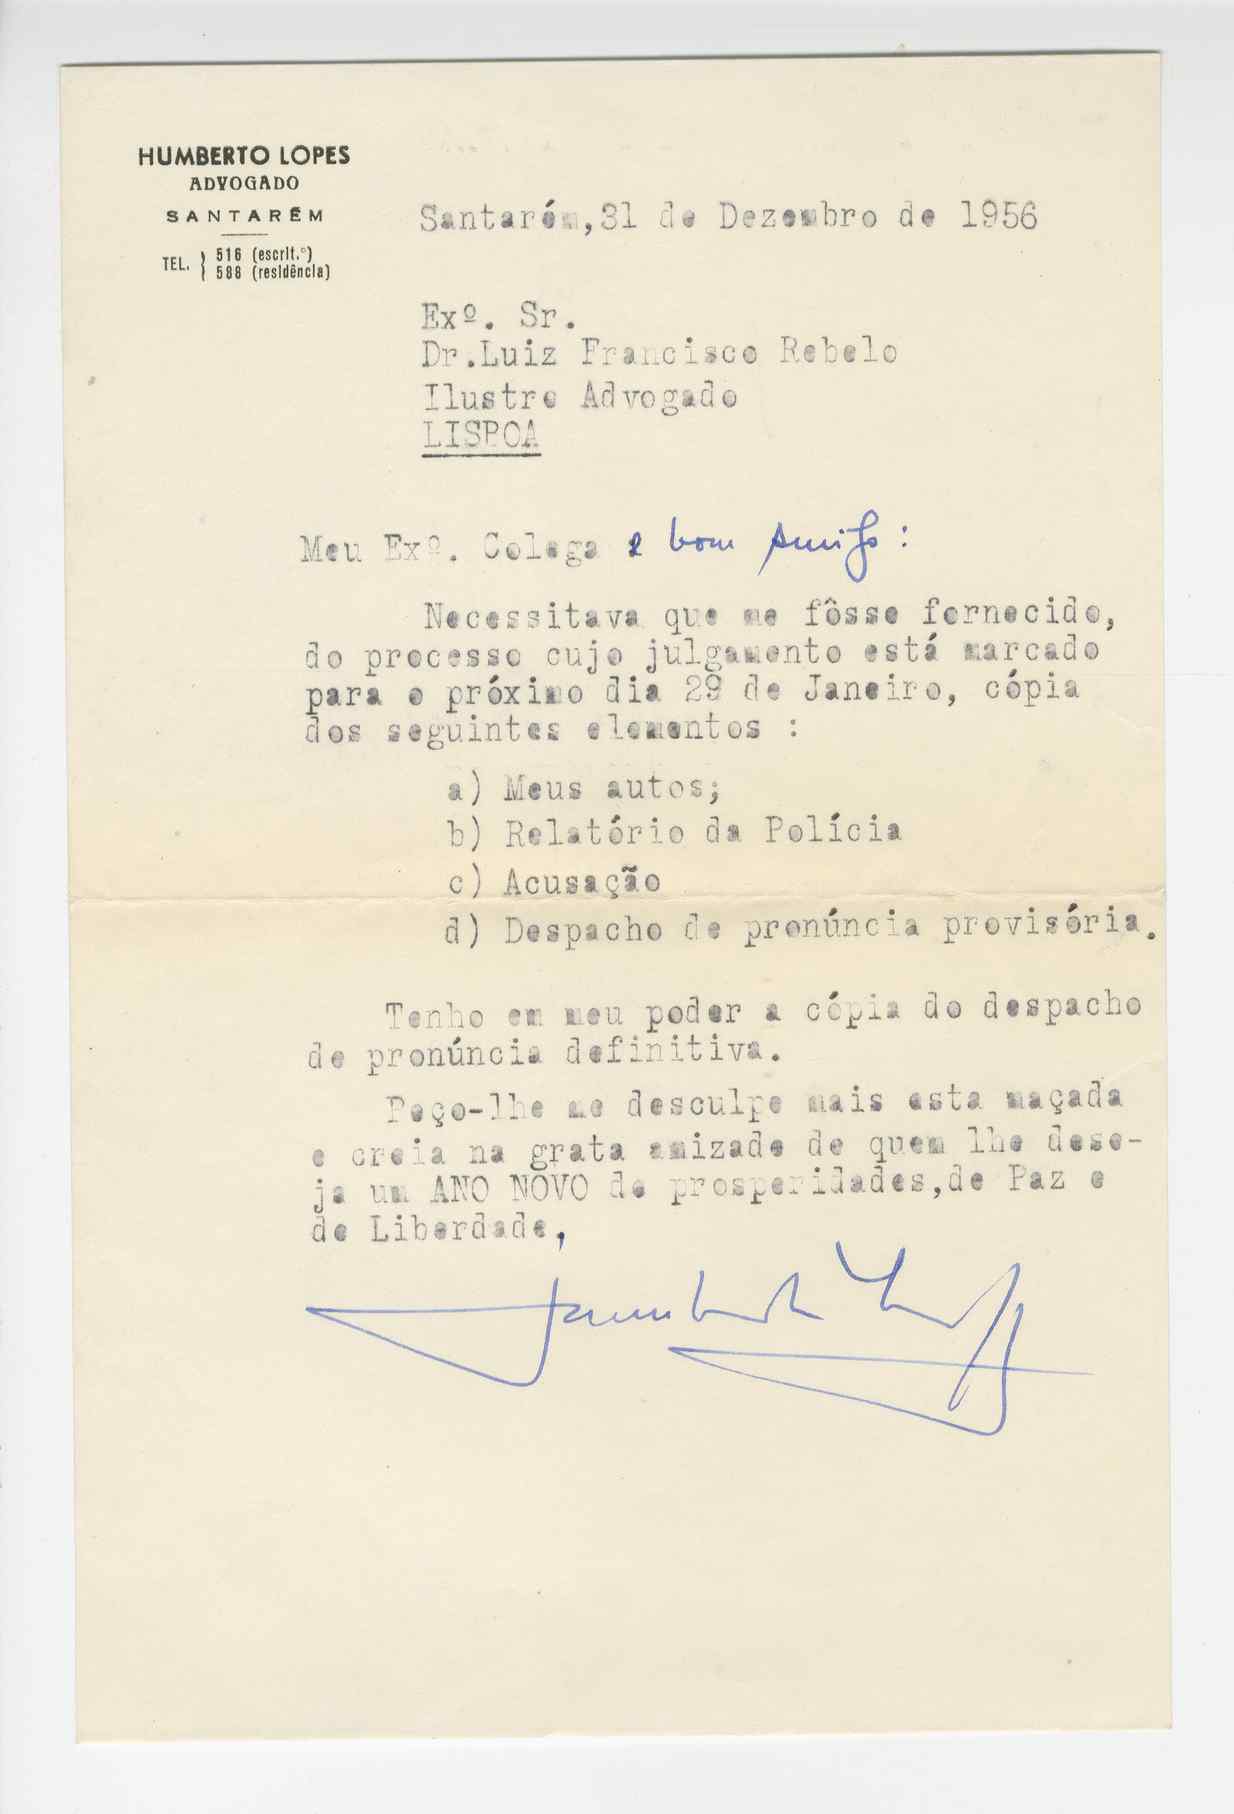 HUMBERTO LOPES
ADVOGADO
SANTARÉM
TEL. } 516 (escrit.º)
588 (residência)
Santarém,31 de Dezembro de 1956
Exº. Sr.
Dr.Luiz Francisco Rebelo
Ilustre Advogado
LISBOA
Meu Exº. Colega e bom amigo:
Necessitava que me fôsse fornecido,
do processo cujo julgamento está marcado
para o próximo dia 29 de Janeiro, cópia
dos seguintes elementos :
a) Meus autos;
b) Relatório da Polícia
c) Acusação
d) Despacho de pronúncia provisória.
Tenho em meu poder a cópia do despacho
de pronúncia definitiva.
Peço-lhe me desculpe mais esta maçada
e creia na grata amizade de quem lhe dese-
ja um ANO NOVO de prosperidades,de Paz e
de Liberdade,
Humberto Lopes